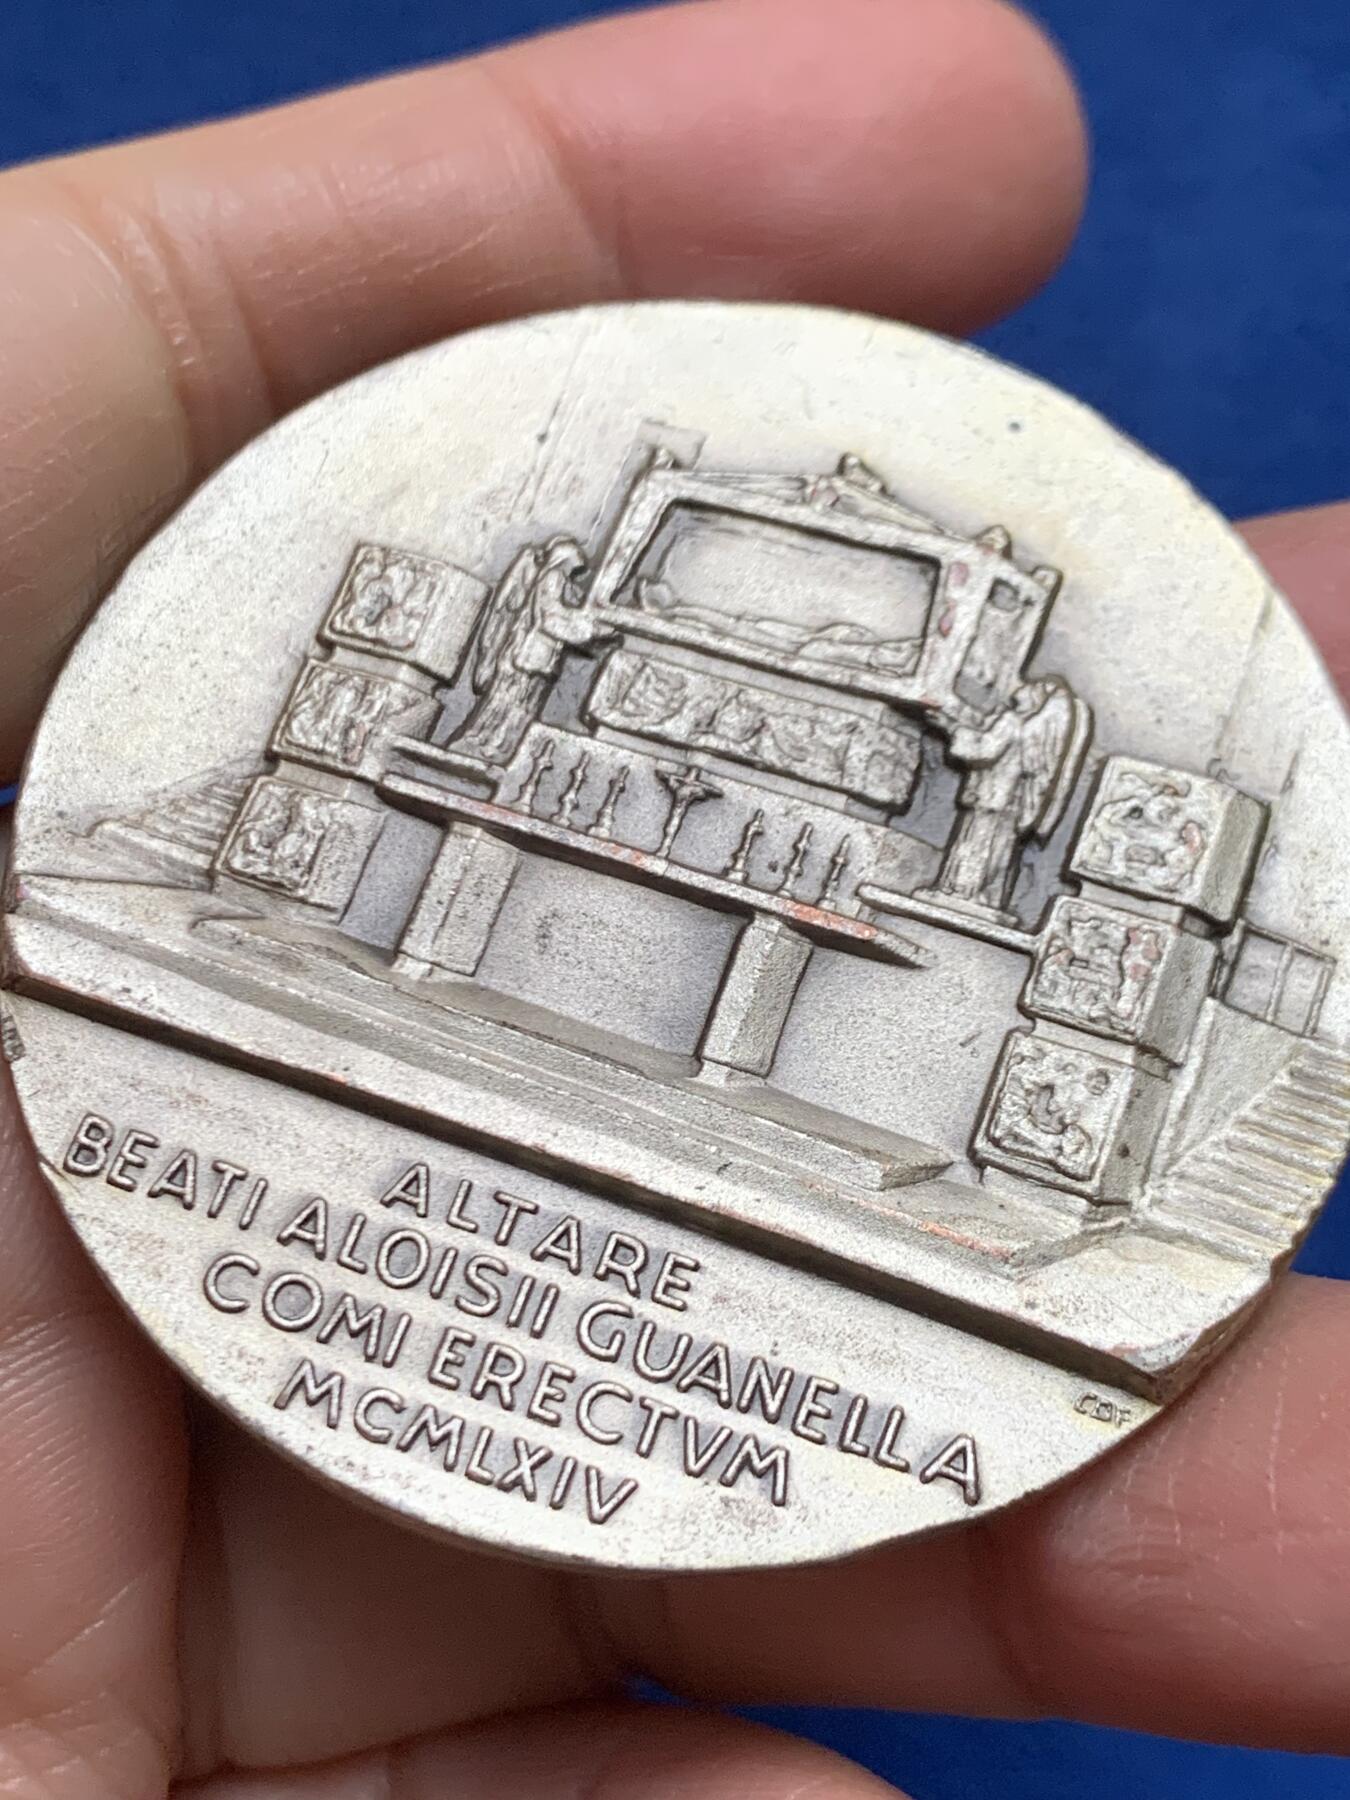 ALTARE
BEATI ALOISII GUANELLA
COMI ERECTVM
MCMLXIV